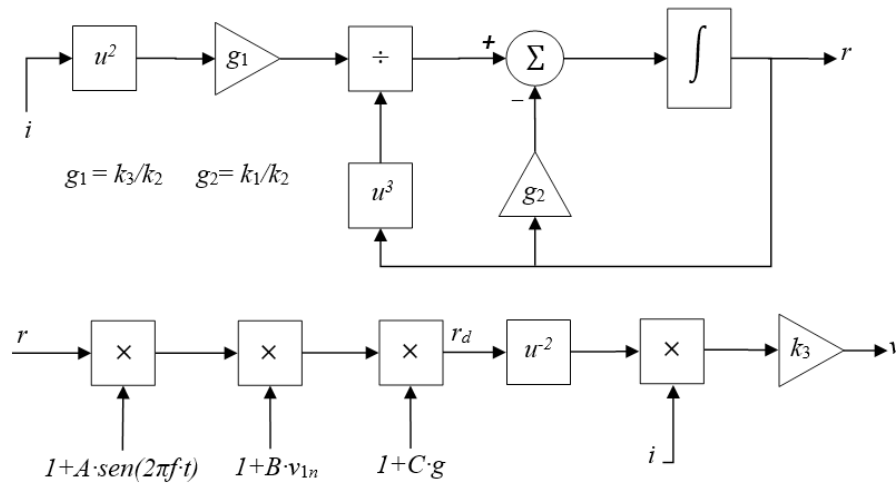 u²
g₁
÷
+
Σ
∫
r
i
−
g₁ = k₃/k₂
g₂= k₁/k₂
u³
g₂
r
×
×
×
r_d
u⁻²
×
k₃
v
1+A·sen(2πf·t)
1+B·v₁ₙ
1+C·g
i